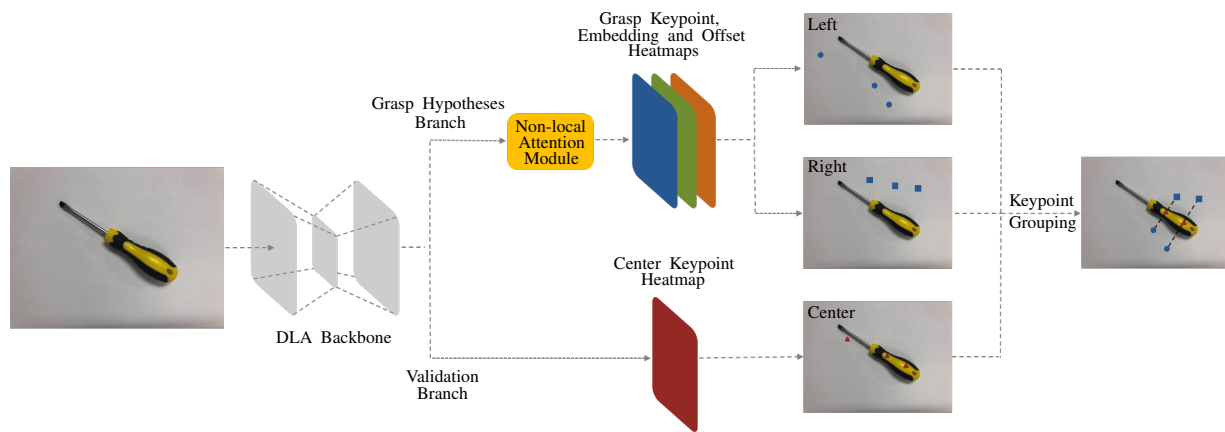 Grasp Keypoint,
Embedding and Offset
Heatmaps
Left
Grasp Hypotheses
Branch
Non-local
Attention
Module
Right
Keypoint
Grouping
Center Keypoint
Heatmap
Center
DLA Backbone
Validation
Branch